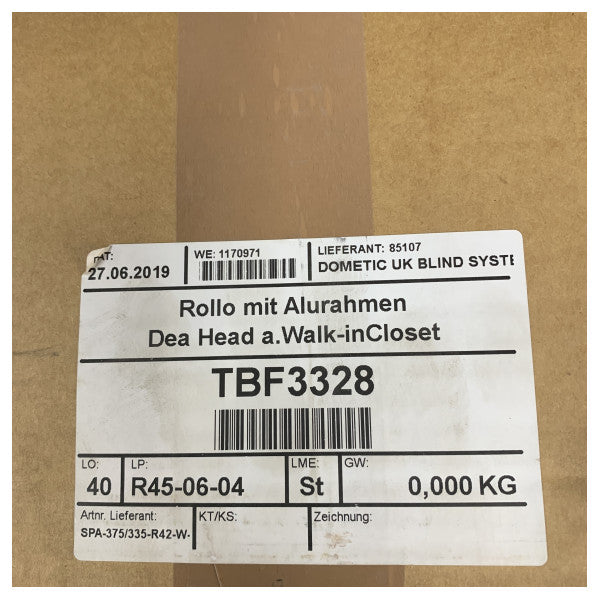 DAT:
27.06.2019
WE: 1170971
LIEFERANT: 85107
DOMETIC UK BLIND SYSTE
Rollo mit Alurahmen
Dea Head a.Walk-inCloset
TBF3328
LO:
40
LP:
R45-06-04
LME:
St
GW:
0,000 KG
Artnr. Lieferant:
SPA-375/335-R42-W-
KT/KS:
Zeichnung: